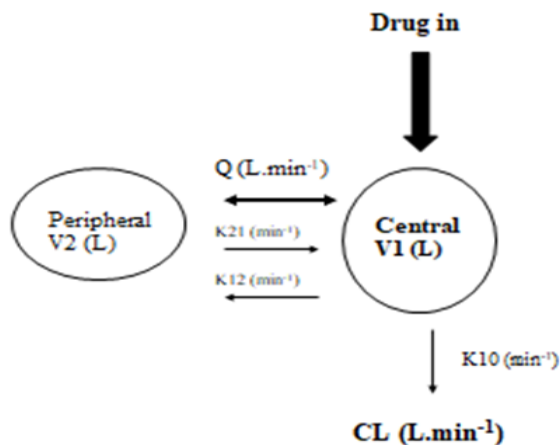 Drug in
Q (L.min⁻¹)
Peripheral
V2 (L)
K21 (min⁻¹)
K12 (min⁻¹)
Central
V1 (L)
K10 (min⁻¹)
CL (L.min⁻¹)